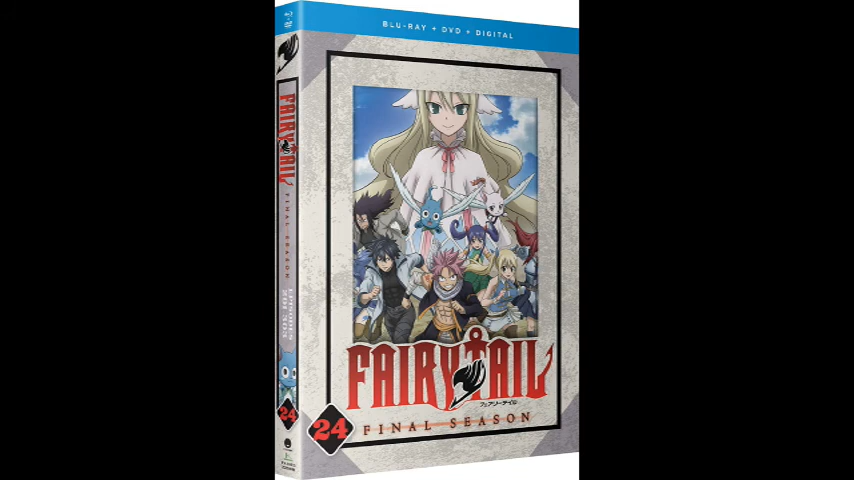 BLU-RAY + DVD + DIGITAL
FAIRY TAIL
FINAL SEASON
EPISODES
24
FAIRY TAIL
フェアリーテイル
24
FINAL SEASON